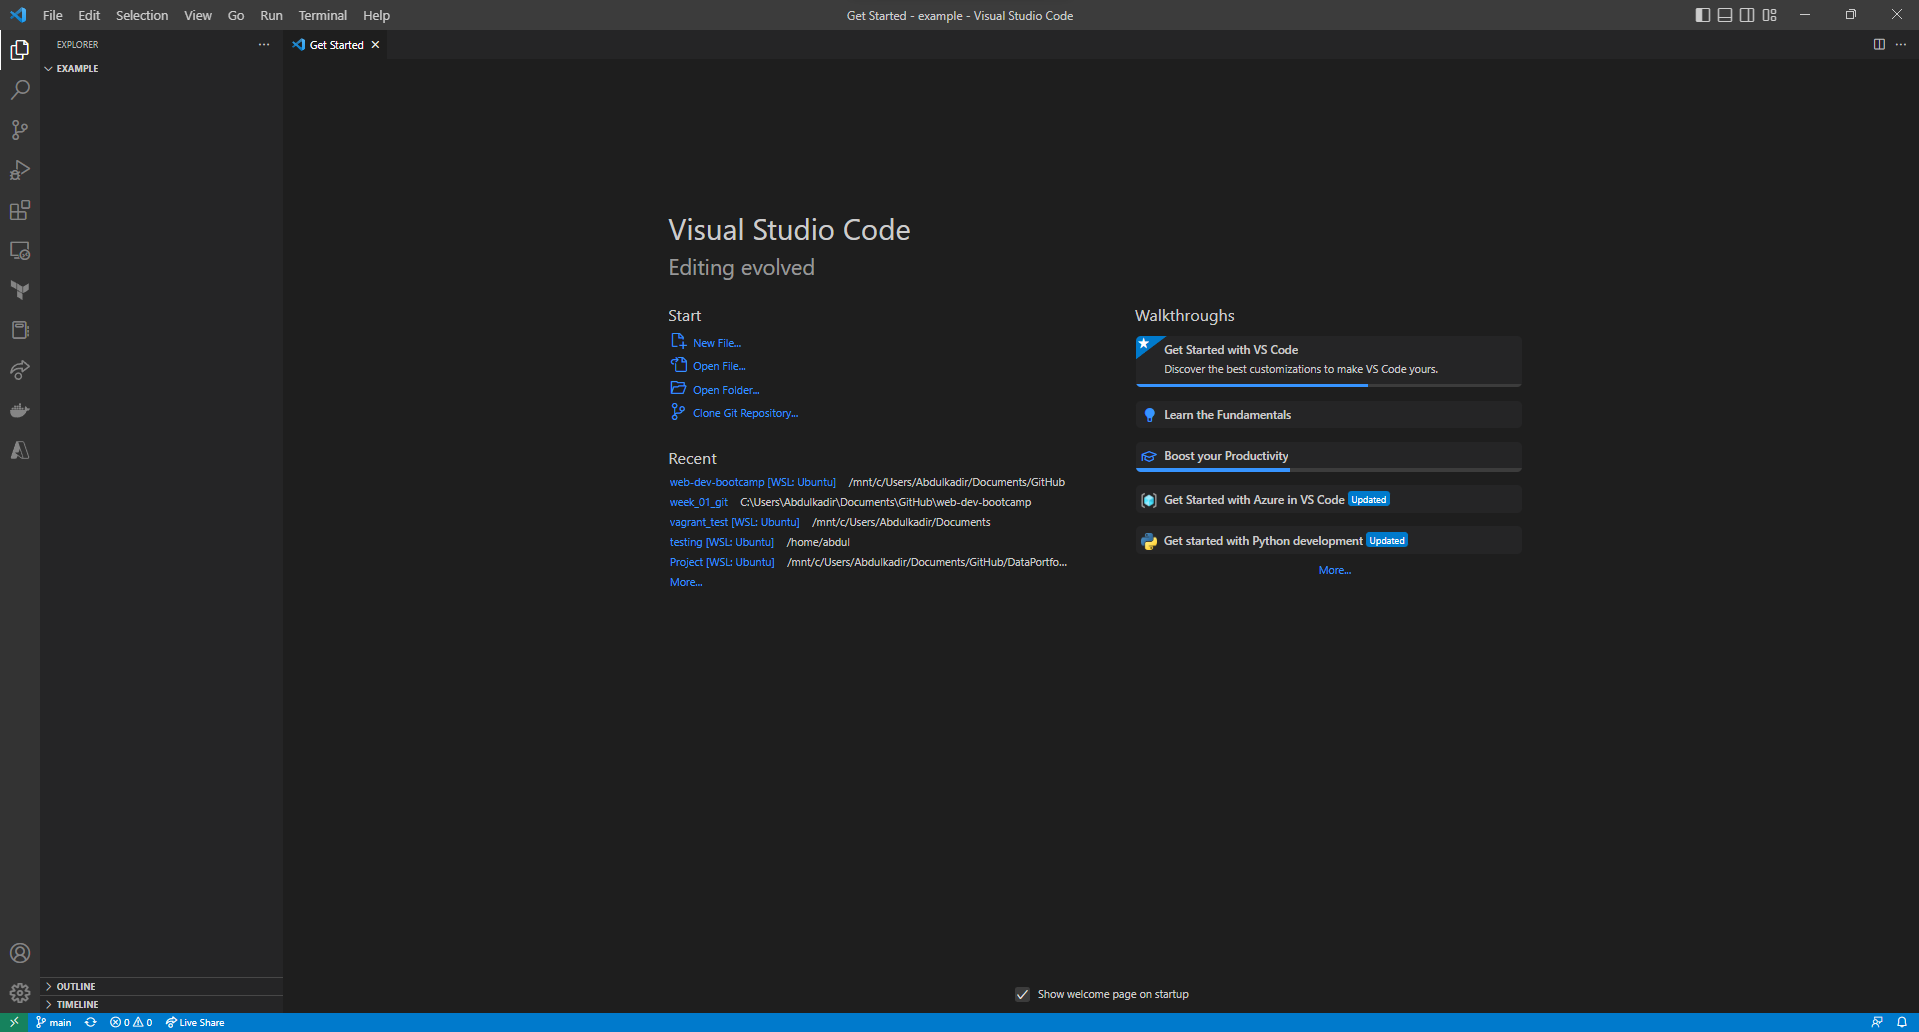 File Edit Selection View Go Run Terminal Help
Get Started - example - Visual Studio Code
EXPLORER
Get Started
EXAMPLE
Visual Studio Code
Editing evolved
Start
New File...
Open File...
Open Folder...
Clone Git Repository...
Recent
web-dev-bootcamp [WSL: Ubuntu] /mnt/c/Users/Abdulkadir/Documents/GitHub
week_01_git C:\Users\Abdulkadir\Documents\GitHub\web-dev-bootcamp
vagrant_test [WSL: Ubuntu] /mnt/c/Users/Abdulkadir/Documents
testing [WSL: Ubuntu] /home/abdul
Project [WSL: Ubuntu] /mnt/c/Users/Abdulkadir/Documents/GitHub/DataPortfo...
More...
Walkthroughs
Get Started with VS Code
Discover the best customizations to make VS Code yours.
Learn the Fundamentals
Boost your Productivity
Get Started with Azure in VS Code Updated
Get started with Python development Updated
More...
OUTLINE
TIMELINE
Show welcome page on startup
main 0 0 Live Share